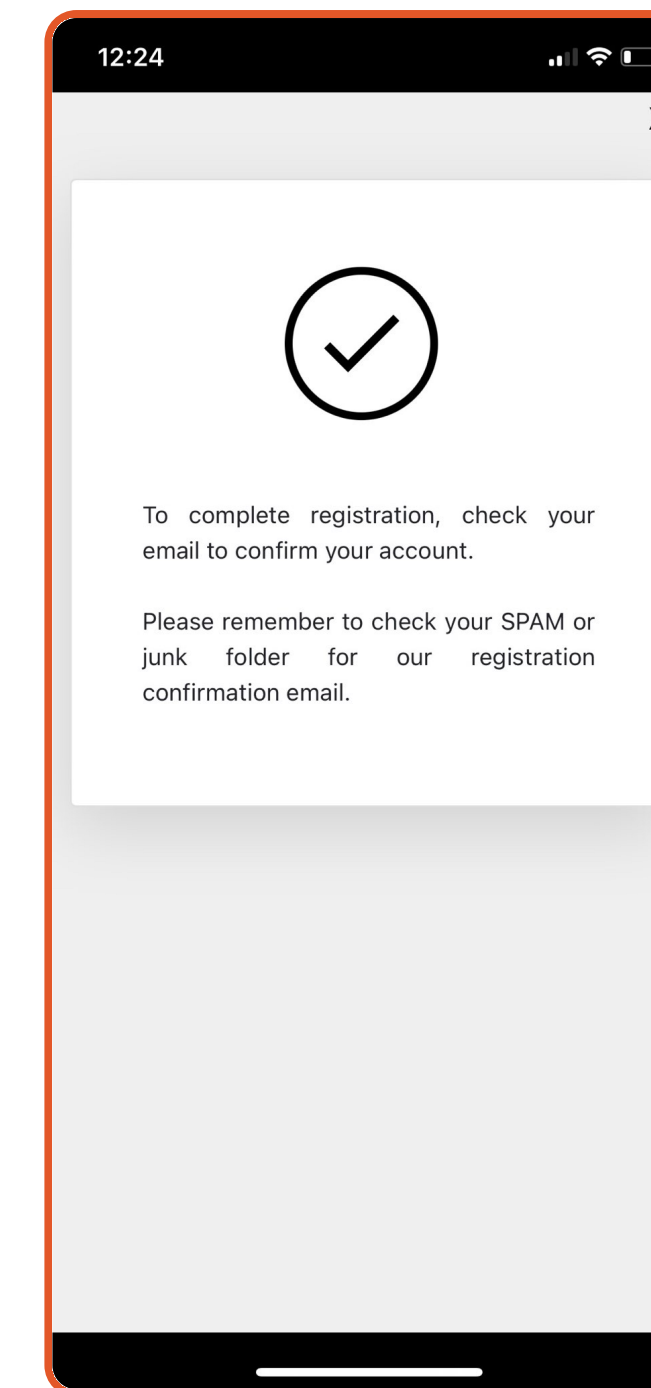 12:24
To complete registration, check your
email to confirm your account.
Please remember to check your SPAM or
junk folder for our registration
confirmation email.